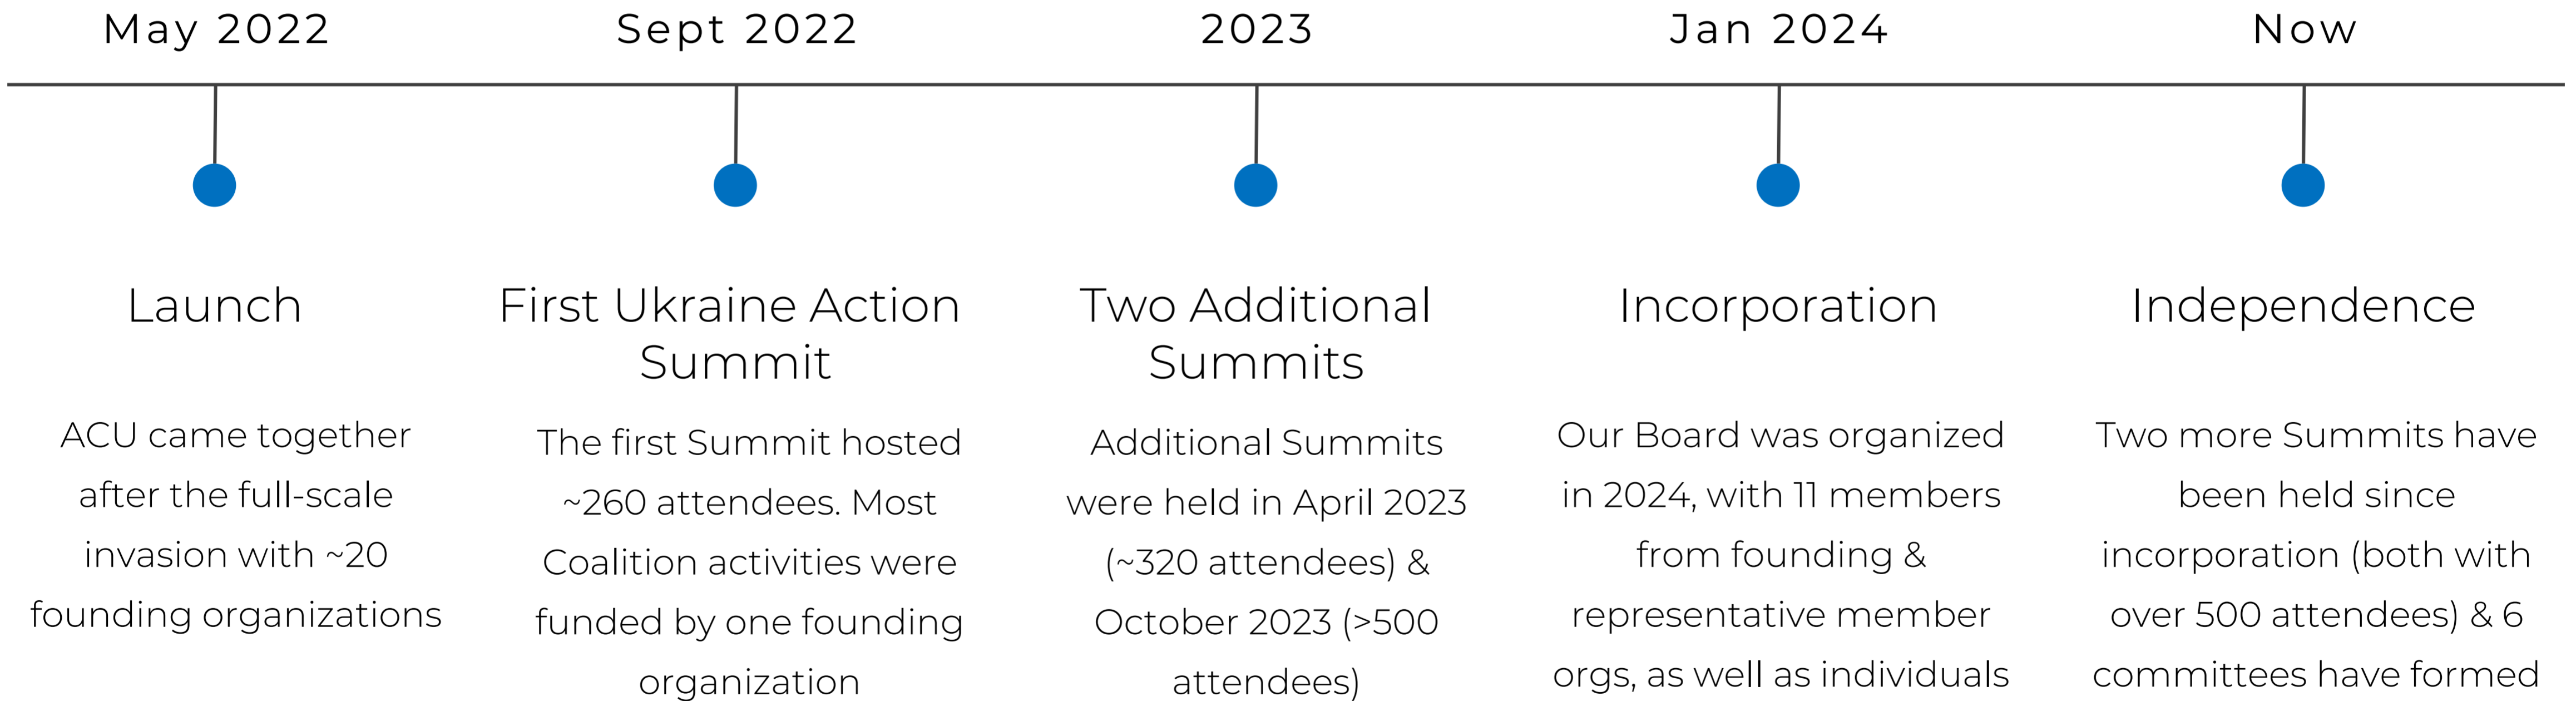 May 2022
Sept 2022
2023
Jan 2024
Now
Launch
First Ukraine Action
Summit
Two Additional
Summits
Incorporation
Independence
ACU came together
after the full-scale
invasion with ~20
founding organizations
The first Summit hosted
~260 attendees. Most
Coalition activities were
funded by one founding
organization
Additional Summits
were held in April 2023
(~320 attendees) &
October 2023 (>500
attendees)
Our Board was organized
in 2024, with 11 members
from founding &
representative member
orgs, as well as individuals
Two more Summits have
been held since
incorporation (both with
over 500 attendees) & 6
committees have formed